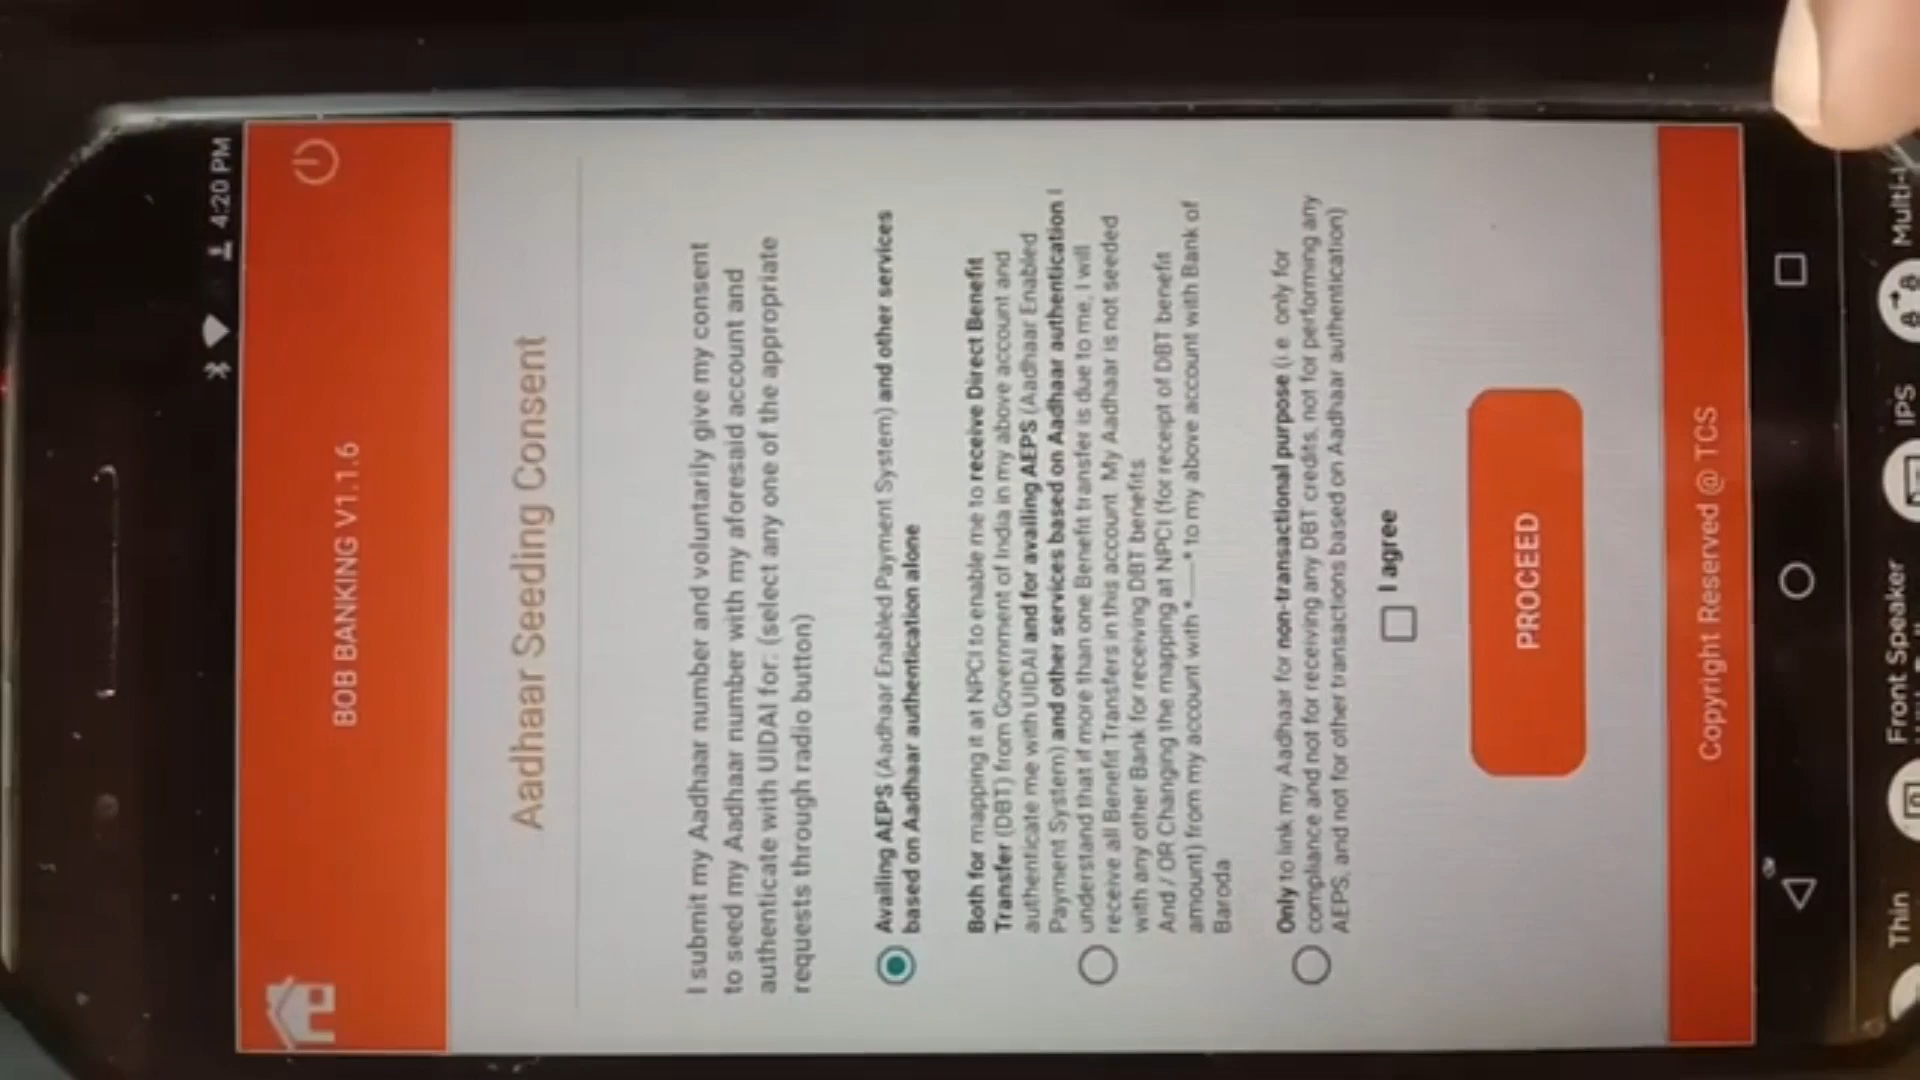 4:20 PM
BOB BANKING V1.1.6
Aadhaar Seeding Consent
I submit my Aadhaar number and voluntarily give my consent
to seed my Aadhaar number with my aforesaid account and
authenticate with UIDAI for: (select any one of the appropriate
requests through radio button)
Availing AEPS (Aadhaar Enabled Payment System) and other services
based on Aadhaar authentication alone
Both for mapping it at NPCI to enable me to receive Direct Benefit
Transfer (DBT) from Government of India in my above account and
authenticate me with UIDAI and for availing AEPS (Aadhaar Enabled
Payment System) and other services based on Aadhaar authentication I
understand that if more than one Benefit transfer is due to me, I will
receive all Benefit Transfers in this account. My Aadhaar is not seeded
with any other Bank for receiving DBT benefits.
And / OR Changing the mapping at NPCI (for receipt of DBT benefit
amount) from my account with *___* to my above account with Bank of
Baroda
Only to link my Aadhaar for non-transactional purpose (i.e. only for
compliance and not for receiving any DBT credits, not for performing any
AEPS, and not for other transactions based on Aadhaar authentication)
I agree
PROCEED
Copyright Reserved @ TCS
Thin
Front Speaker
IPS
Multi-